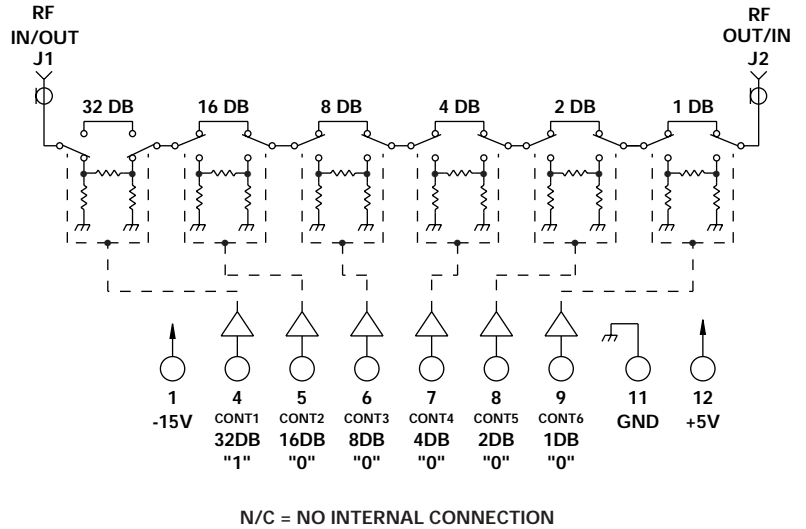 RF
IN/OUT
J1
RF
OUT/IN
J2
32 DB 16 DB 8 DB 4 DB 2 DB 1 DB
1 4 5 6 7 8 9 11 12
-15V CONT1 CONT2 CONT3 CONT4 CONT5 CONT6 GND +5V
32DB 16DB 8DB 4DB 2DB 1DB
"1" "0" "0" "0" "0" "0"
N/C = NO INTERNAL CONNECTION